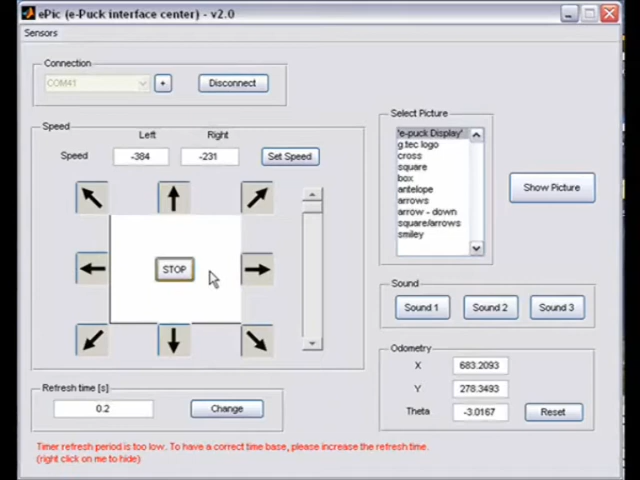 ePic (e-Puck interface center) - v2.0
Sensors
Connection
COM41
+
Disconnect
Speed
Left Right
Speed -384 -231 Set Speed
STOP
Select Picture
'e-puck Display'
g.tec logo
cross
square
box
antelope
arrows
arrow - down
square/arrows
smiley
Show Picture
Sound
Sound 1 Sound 2 Sound 3
Odometry
X 683.2093
Y 278.3493
Theta -3.0167 Reset
Refresh time [s]
0.2 Change
Timer refresh period is too low. To have a correct time base, please increase the refresh time.
(right click on me to hide)